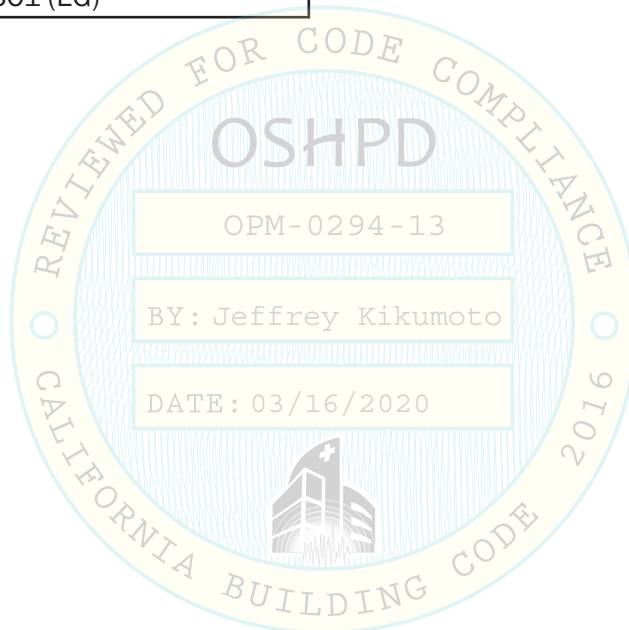 REVIEWED FOR CODE COMPLIANCE
OSHPD
OPM-0294-13
BY: Jeffrey Kikumoto
DATE: 03/16/2020
CALIFORNIA BUILDING CODE 2016